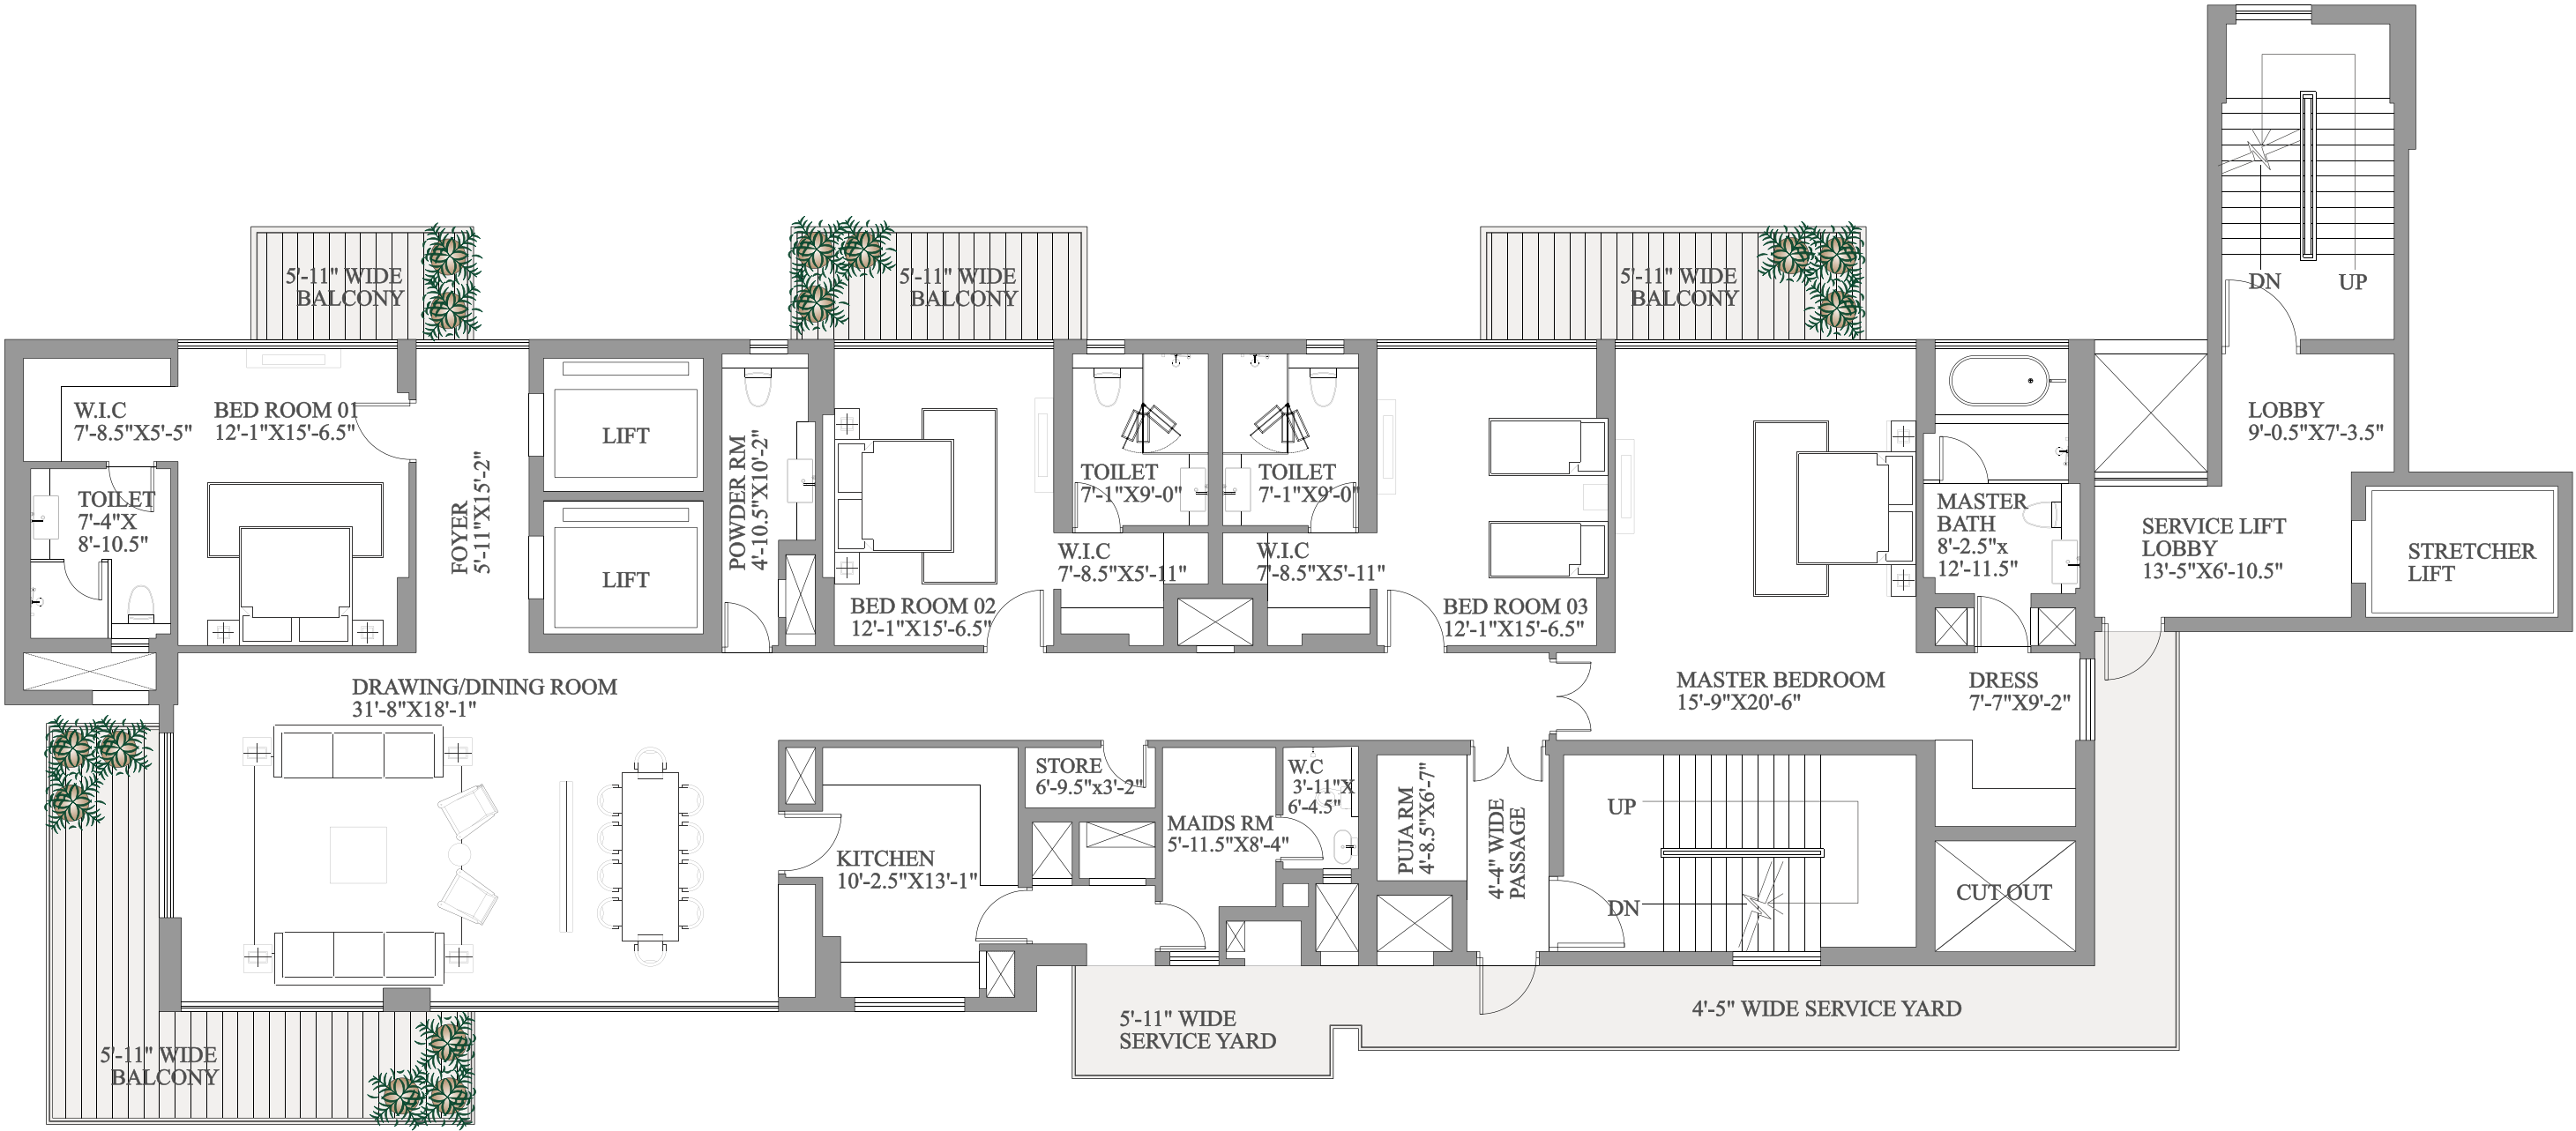 5'-11" WIDE
BALCONY
5'-11" WIDE
BALCONY
5'-11" WIDE
BALCONY
DN
UP
W.I.C
7'-8.5"X5'-5"
BED ROOM 01
12'-1"X15'-6.5"
LIFT
LIFT
FOYER
5'-11"X15'-2"
POWDER RM
4'-10.5"X10'-2"
TOILET
7'-4"X
8'-10.5"
BED ROOM 02
12'-1"X15'-6.5"
TOILET
7'-1"X9'-0"
TOILET
7'-1"X9'-0"
W.I.C
7'-8.5"X5'-11"
W.I.C
7'-8.5"X5'-11"
BED ROOM 03
12'-1"X15'-6.5"
MASTER
BATH
8'-2.5"x
12'-11.5"
LOBBY
9'-0.5"X7'-3.5"
SERVICE LIFT
LOBBY
13'-5"X6'-10.5"
STRETCHER
LIFT
DRAWING/DINING ROOM
31'-8"X18'-1"
MASTER BEDROOM
15'-9"X20'-6"
DRESS
7'-7"X9'-2"
STORE
6'-9.5"x3'-2"
W.C
3'-11"X
6'-4.5"
MAIDS RM
5'-11.5"X8'-4"
KITCHEN
10'-2.5"X13'-1"
PUJA RM
4'-8.5"X6'-7"
4'-4" WIDE
PASSAGE
UP
DN
CUT OUT
5'-11" WIDE
BALCONY
5'-11" WIDE
SERVICE YARD
4'-5" WIDE SERVICE YARD